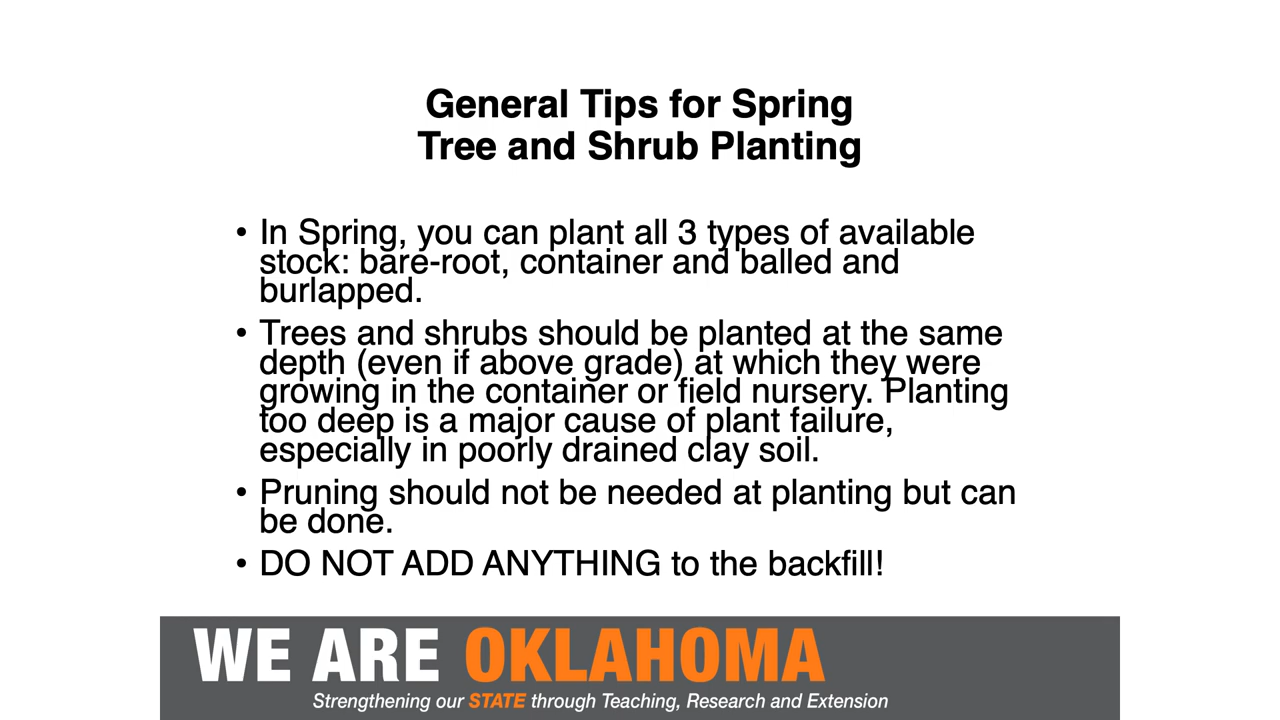 General Tips for Spring
Tree and Shrub Planting
• In Spring, you can plant all 3 types of available
stock: bare-root, container and balled and
burlapped.
• Trees and shrubs should be planted at the same
depth (even if above grade) at which they were
growing in the container or field nursery. Planting
too deep is a major cause of plant failure,
especially in poorly drained clay soil.
• Pruning should not be needed at planting but can
be done.
• DO NOT ADD ANYTHING to the backfill!
WE ARE OKLAHOMA
Strengthening our STATE through Teaching, Research and Extension